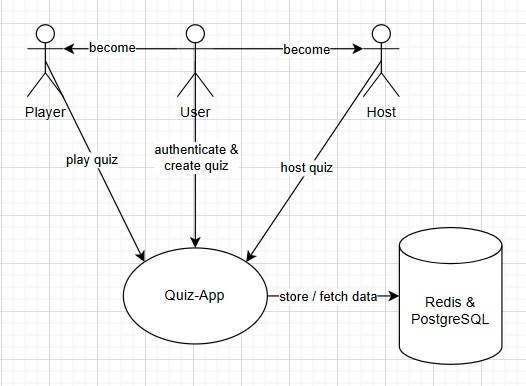 become
become
Player
User
Host
authenticate &
create quiz
play quiz
host quiz
Quiz-App
store / fetch data
Redis &
PostgreSQL